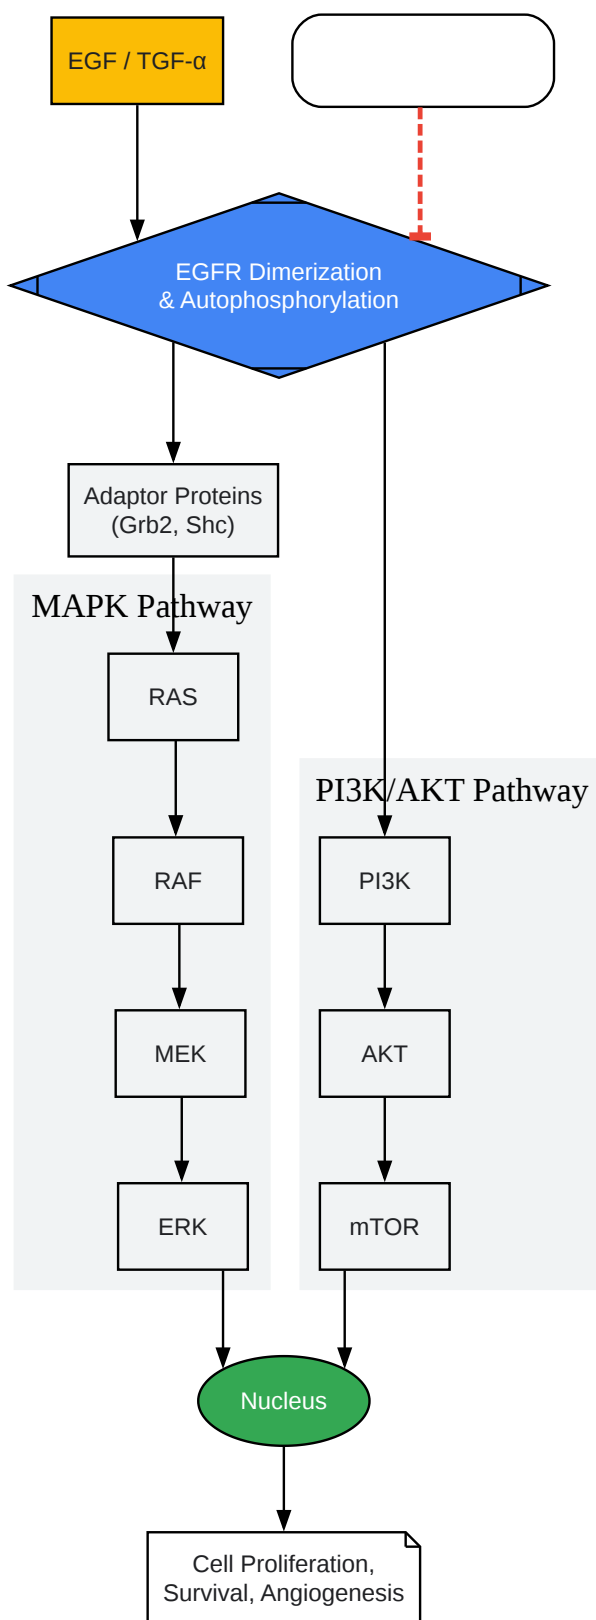 EGF / TGF-α
EGFR Dimerization
& Autophosphorylation
Adaptor Proteins
(Grb2, Shc)
MAPK Pathway
RAS
PI3K/AKT Pathway
RAF
PI3K
MEK
AKT
ERK
mTOR
Nucleus
Cell Proliferation,
Survival, Angiogenesis